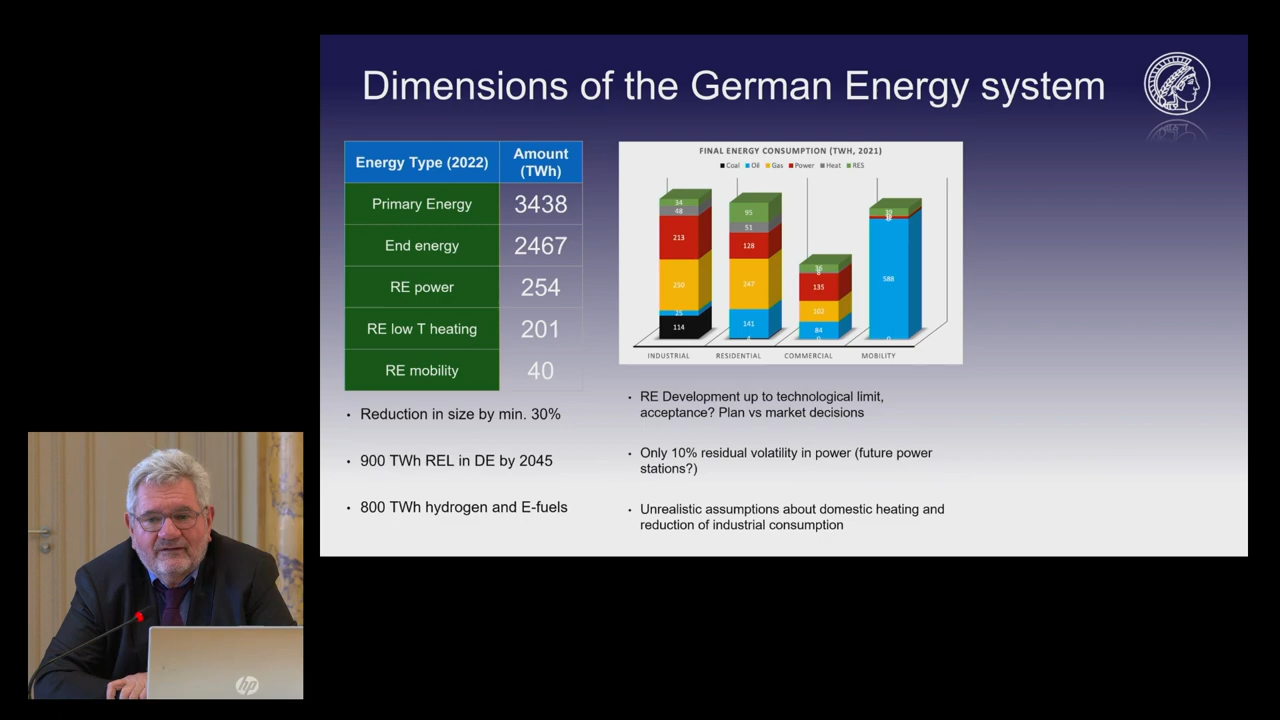 Dimensions of the German Energy system
Energy Type (2022)
Amount
(TWh)
Primary Energy
3438
End energy
2467
RE power
254
RE low T heating
201
RE mobility
40
FINAL ENERGY CONSUMPTION (TWH, 2021)
Coal Oil Gas Power Heat RES
34
48
213
250
25
114
95
51
128
247
141
4
36
135
102
84
0
588
0
INDUSTRIAL RESIDENTIAL COMMERCIAL MOBILITY
• Reduction in size by min. 30%
• 900 TWh REL in DE by 2045
• 800 TWh hydrogen and E-fuels
• RE Development up to technological limit,
acceptance? Plan vs market decisions
• Only 10% residual volatility in power (future power
stations?)
• Unrealistic assumptions about domestic heating and
reduction of industrial consumption
hp